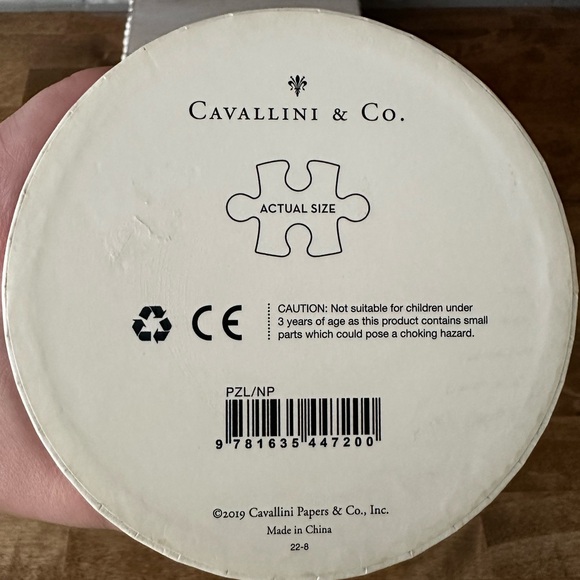 CAVALLINI & CO.
ACTUAL SIZE
CE
CAUTION: Not suitable for children under
3 years of age as this product contains small
parts which could pose a choking hazard.
PZL/NP
9 781635 447200
©2019 Cavallini Papers & Co., Inc.
Made in China
22-8